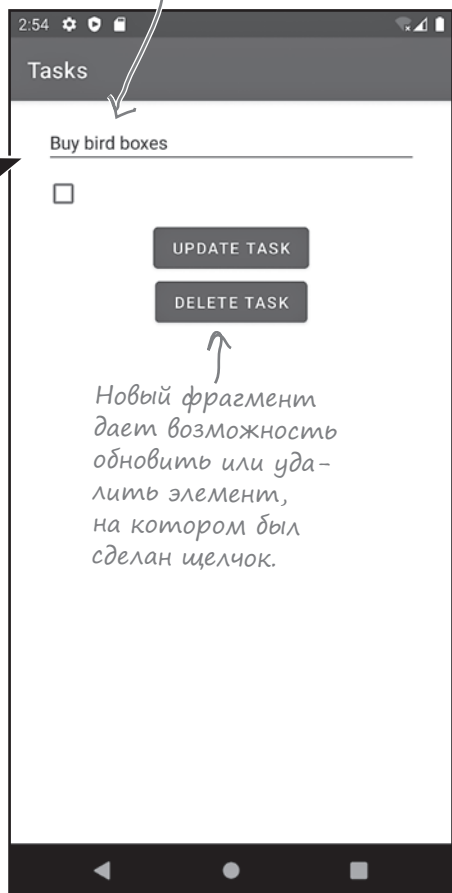 2:54
Tasks
Buy bird boxes
UPDATE TASK
DELETE TASK
Новый фрагмент
дает возможность
обновить или уда-
лить элемент,
на котором был
сделан щелчок.